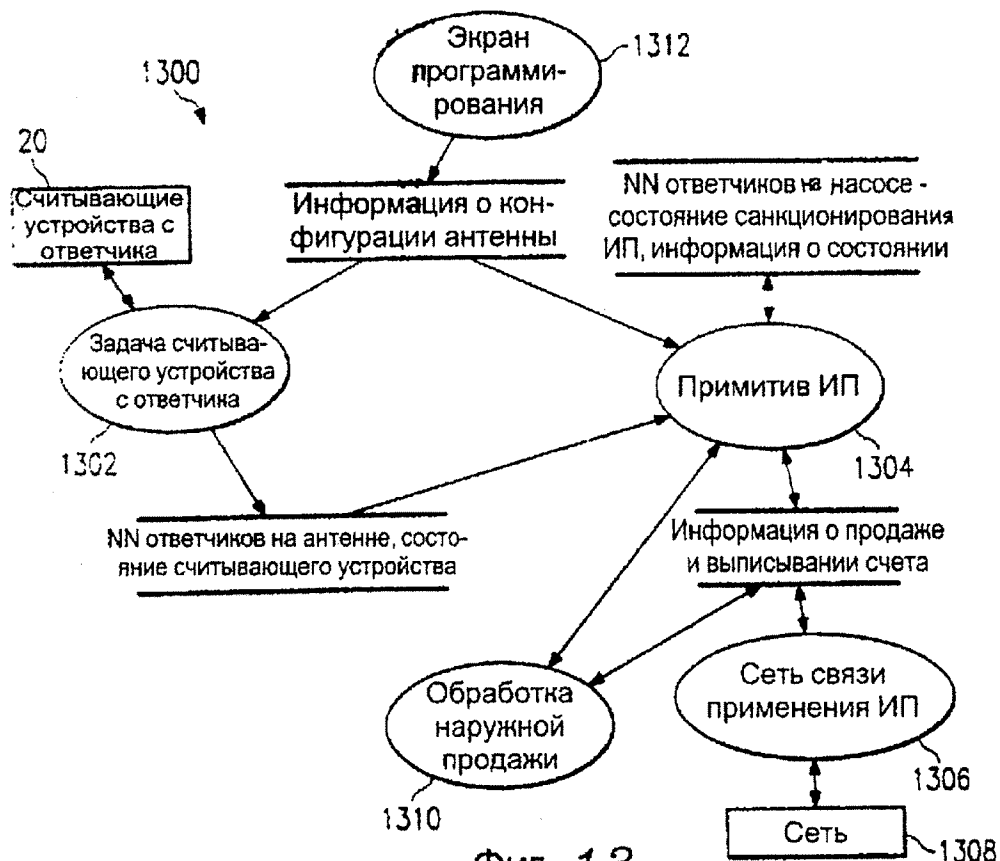 Экран
программи-
рования
1312
1300
20
Считывающие
устройства с
ответчика
Информация о кон-
фигурации антенны
NN ответчиков на насосе -
состояние санкционирования
ИП, информация о состоянии
Задача считыва-
ющего устройства
с ответчика
1302
Примитив ИП
1304
NN ответчиков на антенне, состо-
яние считывающего устройства
Информация о продаже
и выписывании счета
Обработка
наружной
продажи
1310
Сеть связи
применения ИП
1306
Сеть
1308
Фиг. 13